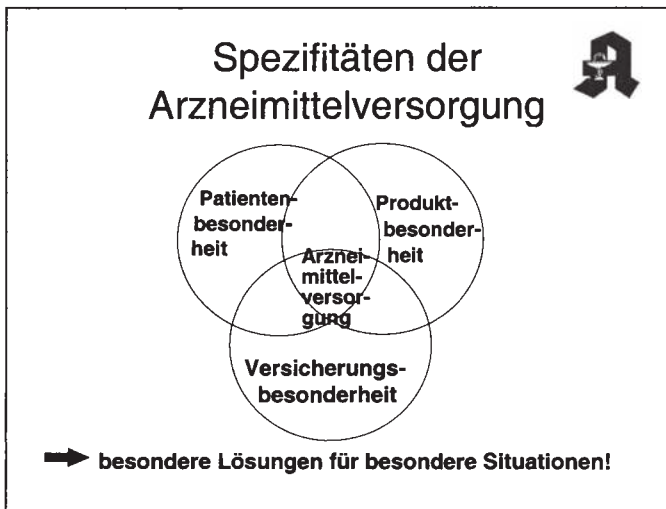 Spezifitäten der
Arzneimittelversorgung
Patienten-
besonder-
heit
Produkt-
besonder-
heit
Arznei-
mittel-
versor-
gung
Versicherungs-
besonderheit
besondere Lösungen für besondere Situationen!